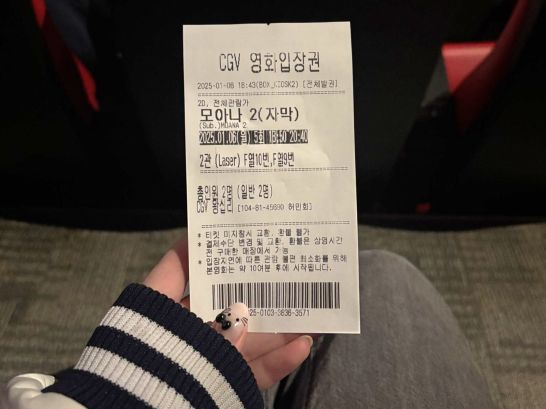 CGV 영화입장권
2025-01-06 18:43(BOX_KIOSK2) [전체발권]
2D, 전체관람가
모아나 2(자막)
(Sub.)MOANA 2
2025.01.06(월) 5회 18:50~20:40
2관 (Laser) F열10번,F열9번
총인원 2명 (일반 2명)
CGV 왕십리 [104-81-45690 허민회]
* 티켓 미지참시 교환, 환불 불가
* 결제수단 변경 및 교환, 환불은 상영시간
전 구매한 매장에서 가능
* 입장지연에 따른 관람 불편 최소화를 위해
본영화는 약 10여분 후에 시작됩니다.
25-0103-3836-3571